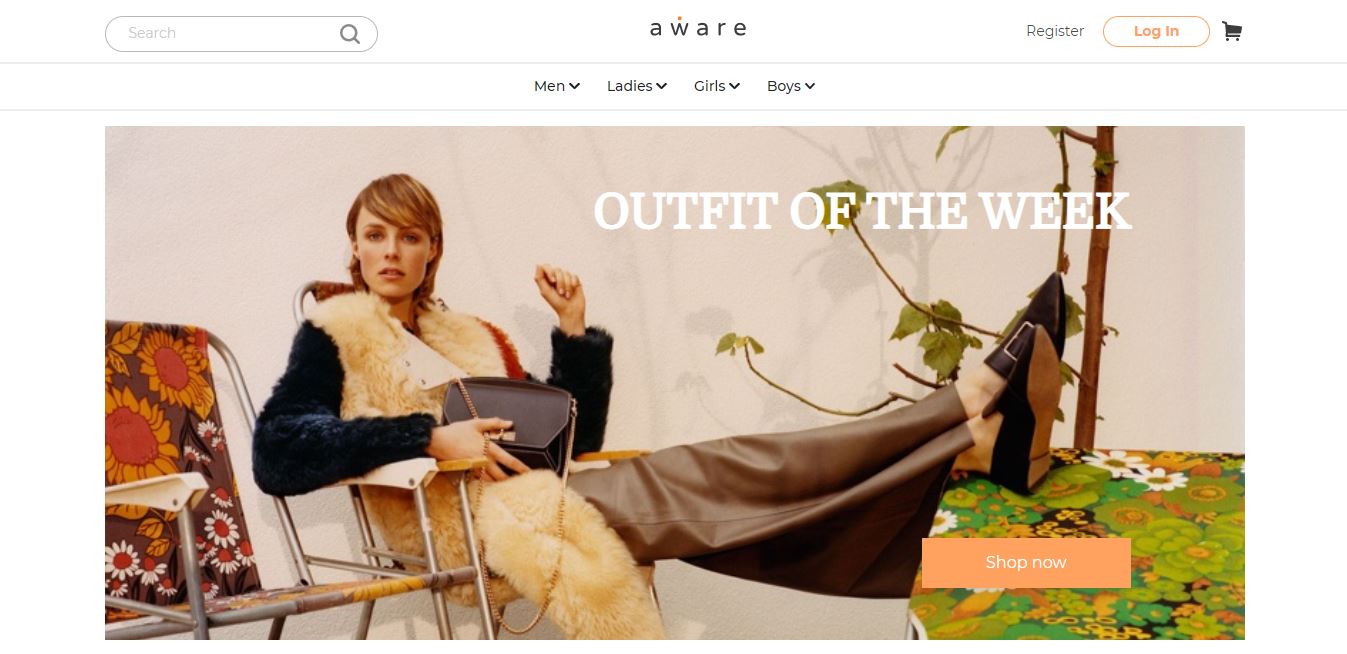 Search
aware
Register
Log In
Men
Ladies
Girls
Boys
OUTFIT OF THE WEEK
Shop now